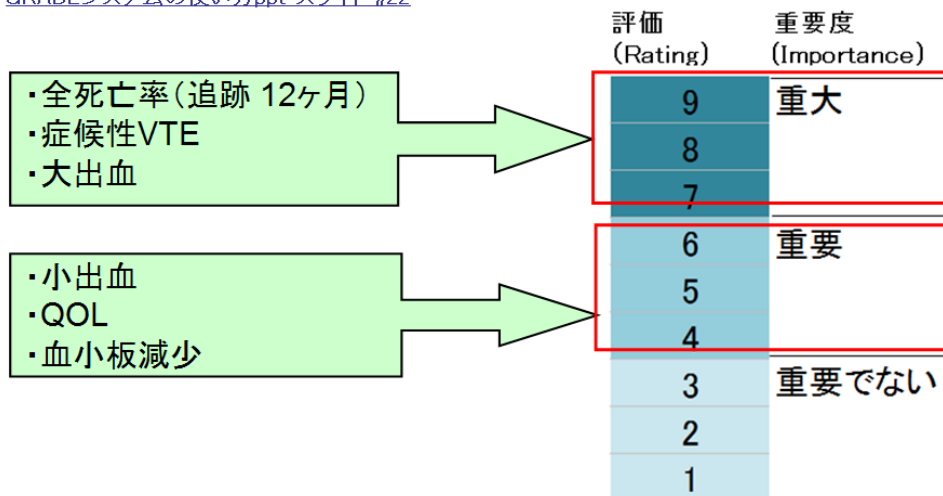 評価
(Rating)
重要度
(Importance)
・全死亡率(追跡 12ヶ月)
・症候性VTE
・大出血
9
重大
8
7
・小出血
・QOL
・血小板減少
6
重要
5
4
3
重要でない
2
1